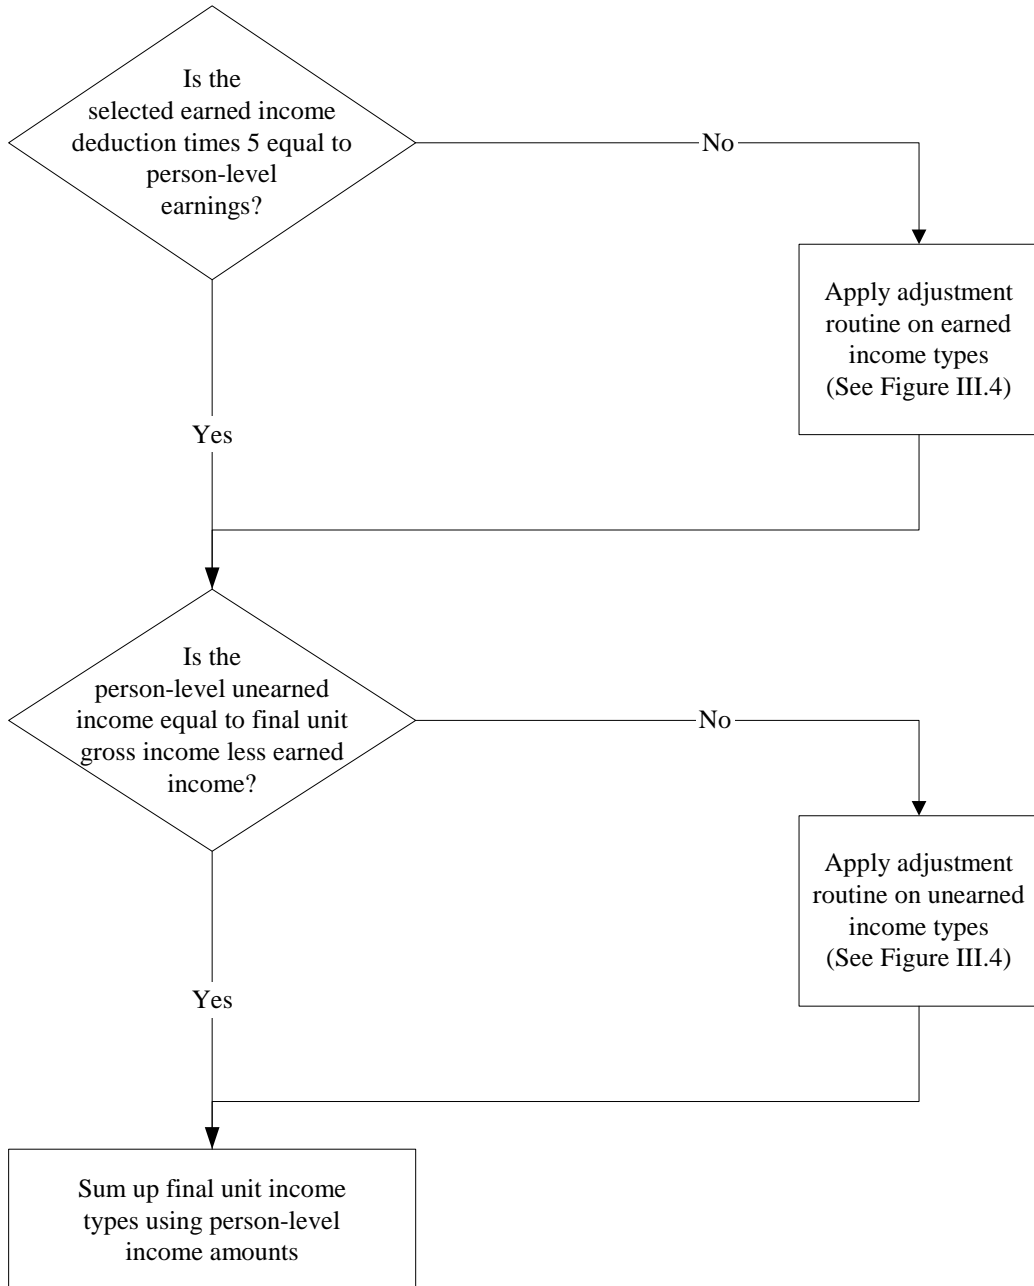 Is the
selected earned income
deduction times 5 equal to
person-level
earnings?
No
Apply adjustment
routine on earned
income types
(See Figure III.4)
Yes
Is the
person-level unearned
income equal to final unit
gross income less earned
income?
No
Apply adjustment
routine on unearned
income types
(See Figure III.4)
Yes
Sum up final unit income
types using person-level
income amounts